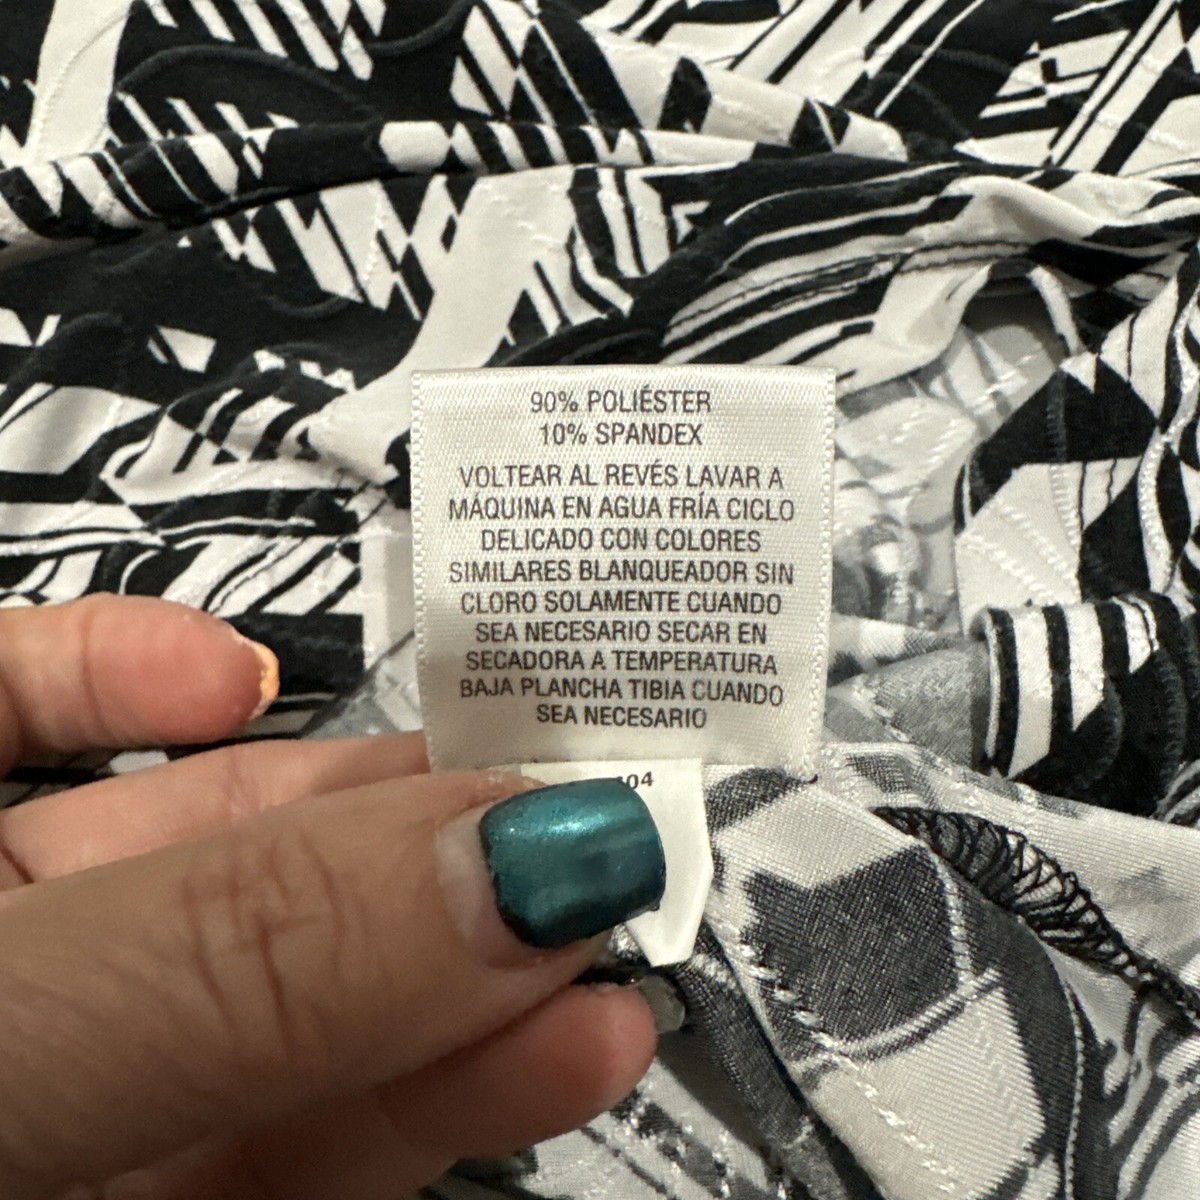 90% POLIÉSTER
10% SPANDEX
VOLTEAR AL REVÉS LAVAR A
MÁQUINA EN AGUA FRÍA CICLO
DELICADO CON COLORES
SIMILARES BLANQUEADOR SIN
CLORO SOLAMENTE CUANDO
SEA NECESARIO SECAR EN
SECADORA A TEMPERATURA
BAJA PLANCHA TIBIA CUANDO
SEA NECESARIO